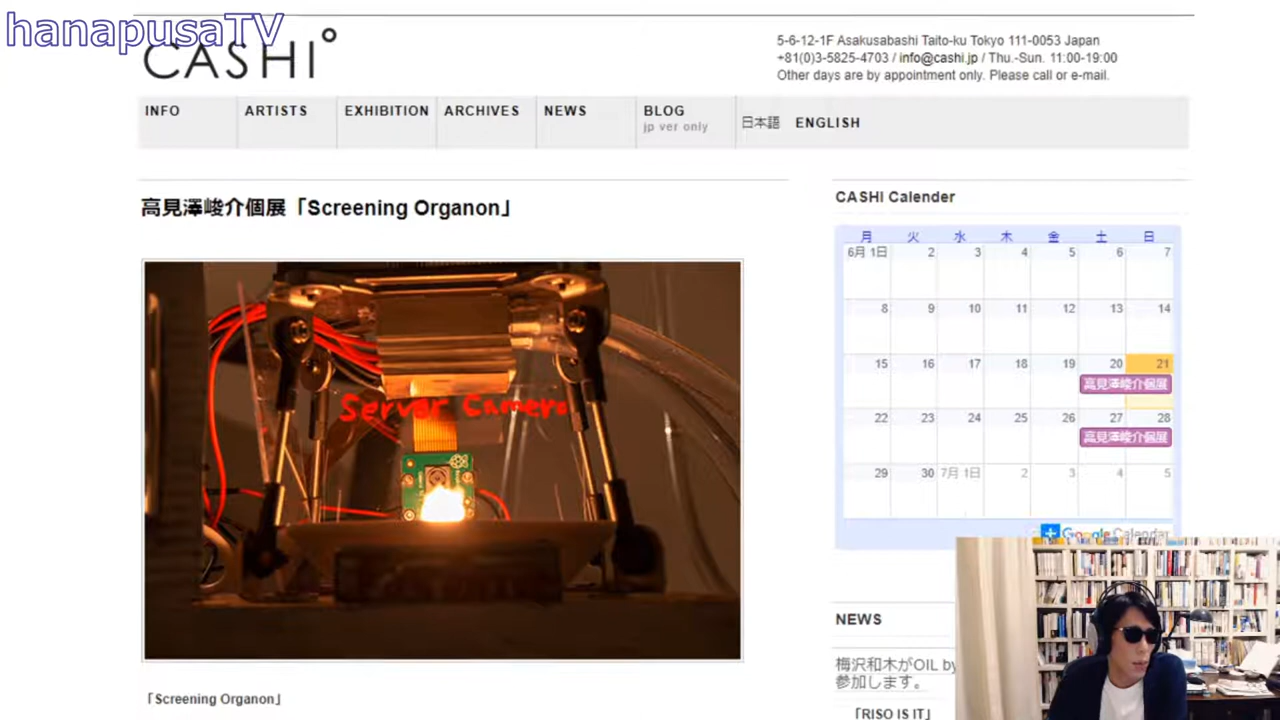 hanapusaTV
CASHI°
5-6-12-1F Asakusabashi Taito-ku Tokyo 111-0053 Japan
+81(0)3-5825-4703 / info@cashi.jp / Thu.-Sun. 11:00-19:00
Other days are by appointment only. Please call or e-mail.
INFO ARTISTS EXHIBITION ARCHIVES NEWS BLOG 日本語 ENGLISH
jp ver only
高見澤峻介個展「Screening Organon」
Server Camera
「Screening Organon」
CASHI Calender
月 火 水 木 金 土 日
6月 1日 2 3 4 5 6 7
8 9 10 11 12 13 14
15 16 17 18 19 20 21
高見澤峻介個展
22 23 24 25 26 27 28
高見澤峻介個展
29 30 7月 1日 2 3 4 5
Google Calendar
NEWS
梅沢和木がOIL by
参加します。
「RISO IS IT」